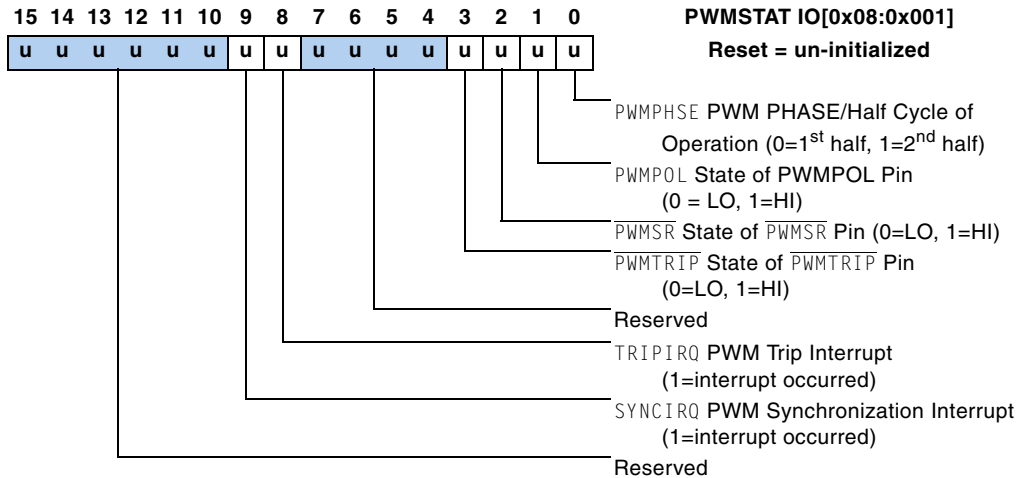 15 14 13 12 11 10 9 8 7 6 5 4 3 2 1 0 PWMSTAT IO[0x08:0x001]
u u u u u u u u u u u u u u u u Reset = un-initialized
PWMPHSE PWM PHASE/Half Cycle of
Operation (0=1st half, 1=2nd half)
PWMPOL State of PWMPOL Pin
(0 = LO, 1=HI)
PWMSR State of PWMSR Pin (0=LO, 1=HI)
PWMTRIP State of PWMTRIP Pin
(0=LO, 1=HI)
Reserved
TRIPIRQ PWM Trip Interrupt
(1=interrupt occurred)
SYNCIRQ PWM Synchronization Interrupt
(1=interrupt occurred)
Reserved